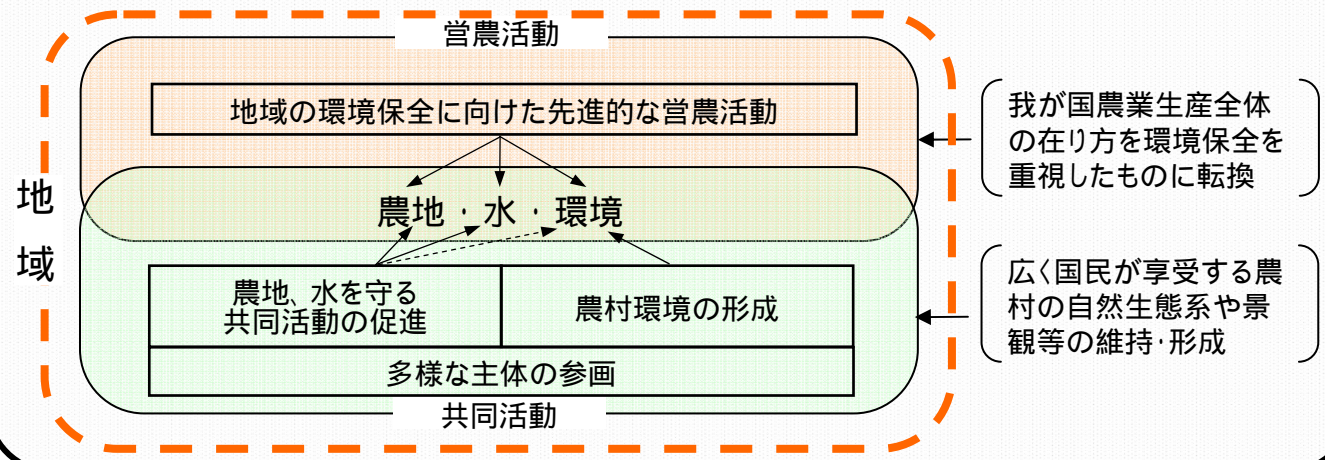 営農活動
地域の環境保全に向けた先進的な営農活動
我が国農業生産全体
の在り方を環境保全を
重視したものに転換
地
域
農地・水・環境
農地、水を守る
共同活動の促進
農村環境の形成
広く国民が享受する農
村の自然生態系や景
観等の維持・形成
多様な主体の参画
共同活動